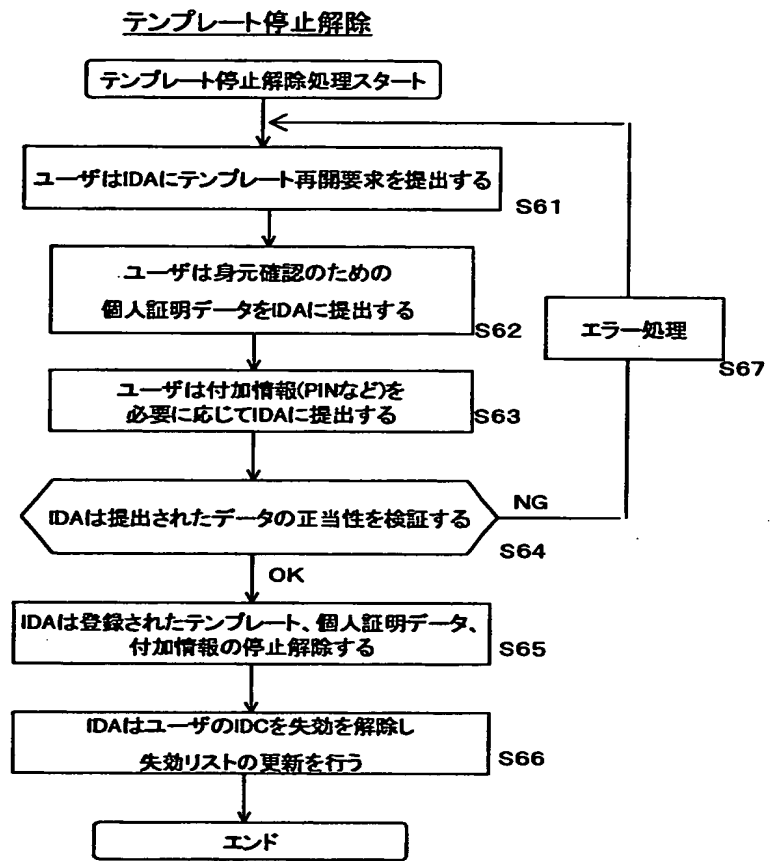 テンプレート停止解除
テンプレート停止解除処理スタート
ユーザはIDAにテンプレート再開要求を提出する
S61
ユーザは身元確認のための
個人証明データをIDAに提出する
S62
エラー処理
S67
ユーザは付加情報(PINなど)を
必要に応じてIDAに提出する
S63
IDAは提出されたデータの正当性を検証する
NG
S64
OK
IDAは登録されたテンプレート、個人証明データ、
付加情報の停止解除する
S65
IDAはユーザのIDCを失効を解除し
失効リストの更新を行う
S66
エンド